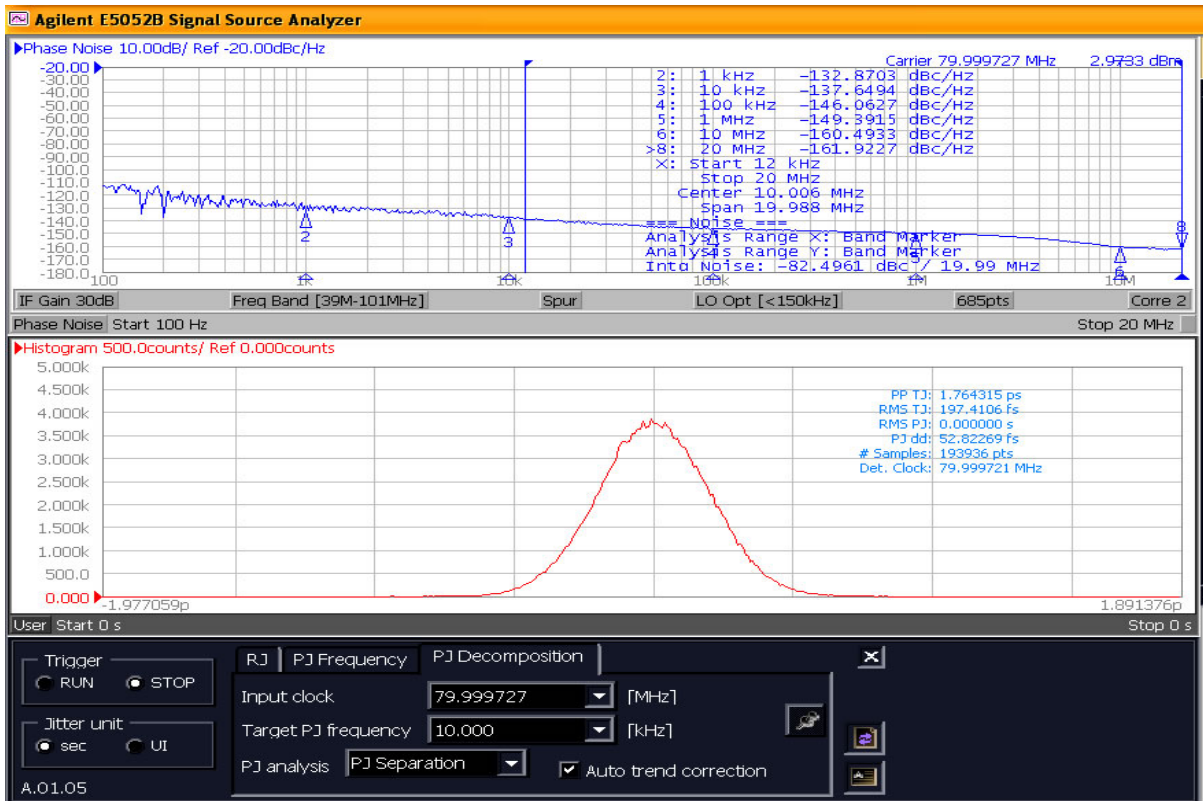 Agilent E5052B Signal Source Analyzer
Phase Noise 10.00dB/ Ref -20.00dBc/Hz
Carrier 79.999727 MHz 2.9733 dBm
-20.00
-30.00
-40.00
-50.00
-60.00
-70.00
-80.00
-90.00
-100.0
-110.0
-120.0
-130.0
-140.0
-150.0
-160.0
-170.0
-180.0
2: 1 kHz -132.8703 dBc/Hz
3: 10 kHz -137.6494 dBc/Hz
4: 100 kHz -146.0627 dBc/Hz
5: 1 MHz -149.3915 dBc/Hz
6: 10 MHz -160.4933 dBc/Hz
>8: 20 MHz -161.9227 dBc/Hz
X: Start 12 kHz
Stop 20 MHz
Center 10.006 MHz
Span 19.988 MHz
=== Noise ===
Analysis Range X: Band Marker
Analysis Range Y: Band Marker
Intg Noise: -82.4961 dBc / 19.99 MHz
2
3
4
5
6
8
100 1k 10k 100k 1M 10M
IF Gain 30dB Freq Band [39M-101MHz] Spur LO Opt [<150kHz] 685pts Corre 2
Phase Noise Start 100 Hz Stop 20 MHz
Histogram 500.0counts/ Ref 0.000counts
5.000k
4.500k
4.000k
3.500k
3.000k
2.500k
2.000k
1.500k
1.000k
500.0
0.000
PP TJ: 1.764315 ps
RMS TJ: 197.4106 fs
RMS PJ: 0.000000 s
PJ dd: 52.82269 fs
# Samples: 193936 pts
Det. Clock: 79.999721 MHz
-1.977059p 1.891376p
User Start 0 s Stop 0 s
Trigger
RUN STOP
Jitter unit
sec UI
A.01.05
RJ PJ Frequency PJ Decomposition
Input clock 79.999727 [MHz]
Target PJ frequency 10.000 [kHz]
PJ analysis PJ Separation Auto trend correction